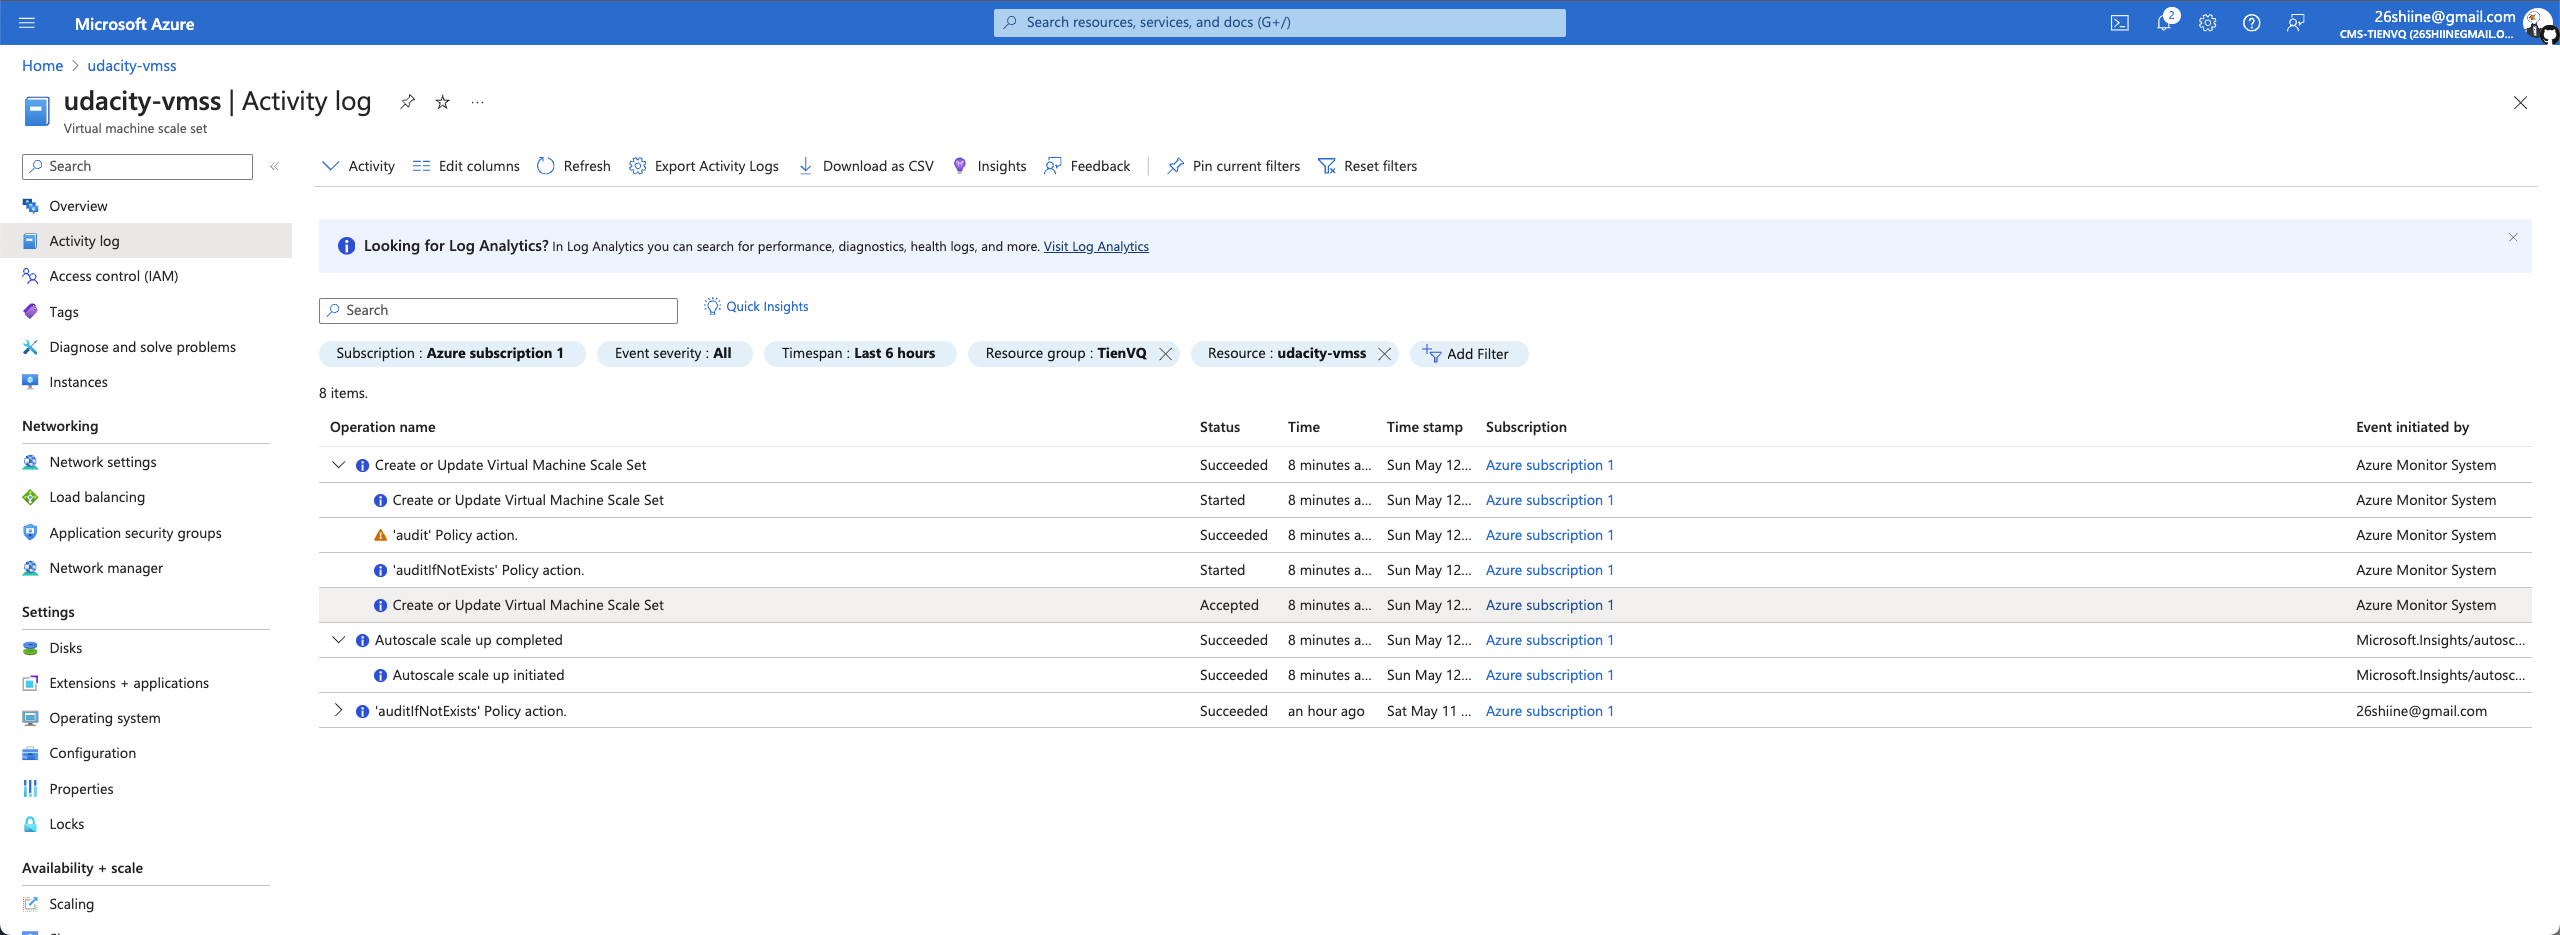 Microsoft Azure
Search resources, services, and docs (G+/)
2
26shiine@gmail.com
CMS-TIENVQ (26SHIINEGMAIL.O...
Home > udacity-vmss
udacity-vmss | Activity log
Virtual machine scale set
Search
Overview
Activity log
Access control (IAM)
Tags
Diagnose and solve problems
Instances
Networking
Network settings
Load balancing
Application security groups
Network manager
Settings
Disks
Extensions + applications
Operating system
Configuration
Properties
Locks
Availability + scale
Scaling
Activity Edit columns Refresh Export Activity Logs Download as CSV Insights Feedback Pin current filters Reset filters
Looking for Log Analytics? In Log Analytics you can search for performance, diagnostics, health logs, and more. Visit Log Analytics
Search
Quick Insights
Subscription : Azure subscription 1 Event severity : All Timespan : Last 6 hours Resource group : TienVQ Resource : udacity-vmss Add Filter
8 items.
Operation name Status Time Time stamp Subscription Event initiated by
Create or Update Virtual Machine Scale Set Succeeded 8 minutes a... Sun May 12... Azure subscription 1 Azure Monitor System
Create or Update Virtual Machine Scale Set Started 8 minutes a... Sun May 12... Azure subscription 1 Azure Monitor System
'audit' Policy action. Succeeded 8 minutes a... Sun May 12... Azure subscription 1 Azure Monitor System
'auditIfNotExists' Policy action. Started 8 minutes a... Sun May 12... Azure subscription 1 Azure Monitor System
Create or Update Virtual Machine Scale Set Accepted 8 minutes a... Sun May 12... Azure subscription 1 Azure Monitor System
Autoscale scale up completed Succeeded 8 minutes a... Sun May 12... Azure subscription 1 Microsoft.Insights/autosc...
Autoscale scale up initiated Succeeded 8 minutes a... Sun May 12... Azure subscription 1 Microsoft.Insights/autosc...
'auditIfNotExists' Policy action. Succeeded an hour ago Sat May 11 ... Azure subscription 1 26shiine@gmail.com